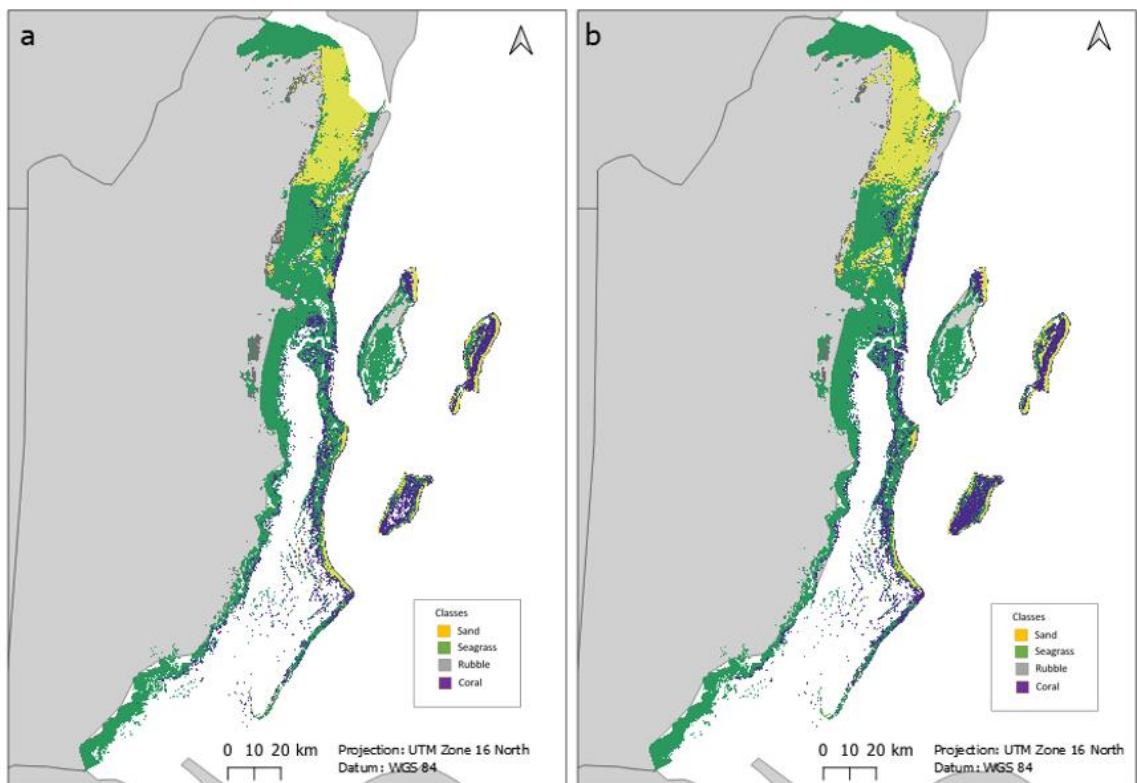 a
Classes
Sand
Seagrass
Rubble
Coral
0 10 20 km
Projection: UTM Zone 16 North
Datum: WGS 84
b
Classes
Sand
Seagrass
Rubble
Coral
0 10 20 km
Projection: UTM Zone 16 North
Datum: WGS 84